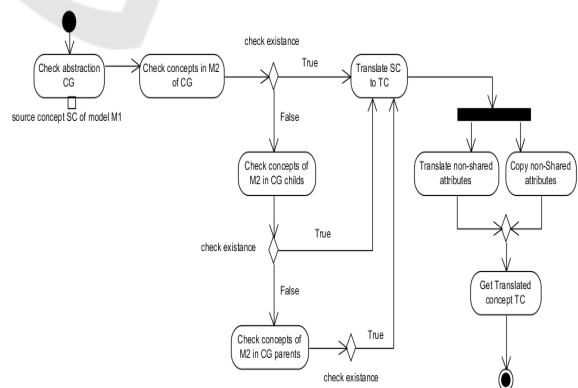 check existance
Check abstraction
CG
Check concepts in M2
of CG
True
Translate SC
to TC
source concept SC of model M1
False
Check concepts of
M2 in CG childs
Translate non-shared
attributes
Copy non-Shared
attributes
check existance
True
False
Get Translated
concept TC
Check concepts of
M2 in CG parents
True
check existance